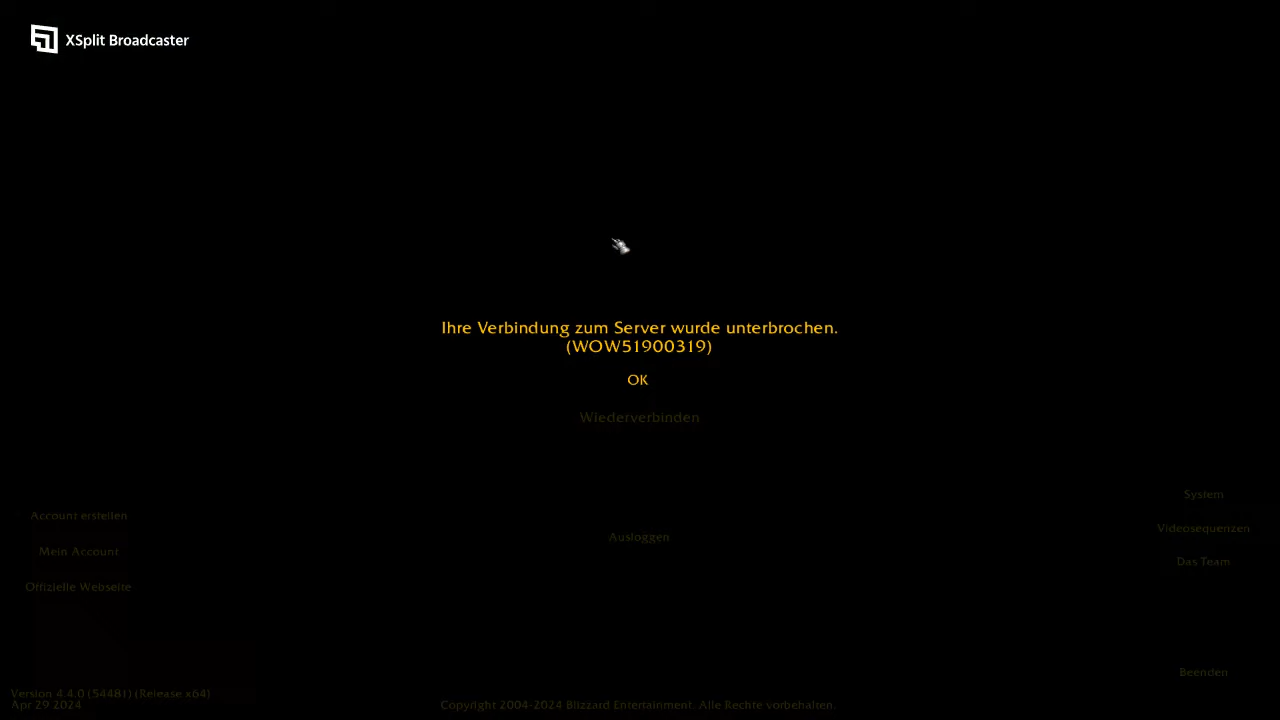 XSplit Broadcaster
Ihre Verbindung zum Server wurde unterbrochen.
(WOW51900319)
OK
Wiederverbinden
System
Account erstellen
Videosequenzen
Ausloggen
Mein Account
Das Team
Offizielle Webseite
Beenden
Version 4.4.0 (54481) (Release x64)
Apr 29 2024
Copyright 2004-2024 Blizzard Entertainment. Alle Rechte vorbehalten.